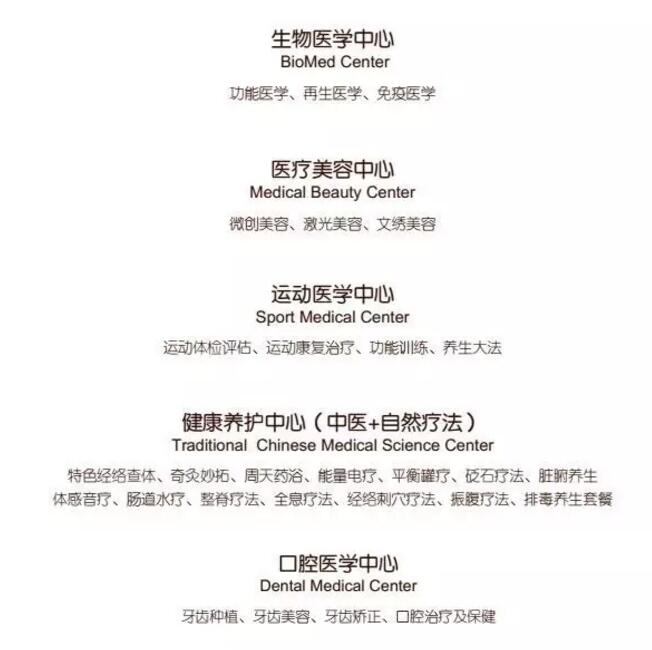 生物医学中心
BioMed Center
功能医学、再生医学、免疫医学
医疗美容中心
Medical Beauty Center
微创美容、激光美容、文绣美容
运动医学中心
Sport Medical Center
运动体检评估、运动康复治疗、功能训练、养生大法
健康养护中心（中医+自然疗法）
Traditional Chinese Medical Science Center
特色经络查体、奇灸妙拓、周天药浴、能量电疗、平衡罐疗、砭石疗法、脏腑养生
体感音疗、肠道水疗、整脊疗法、全息疗法、经络刺穴疗法、振腹疗法、排毒养生套餐
口腔医学中心
Dental Medical Center
牙齿种植、牙齿美容、牙齿矫正、口腔治疗及保健